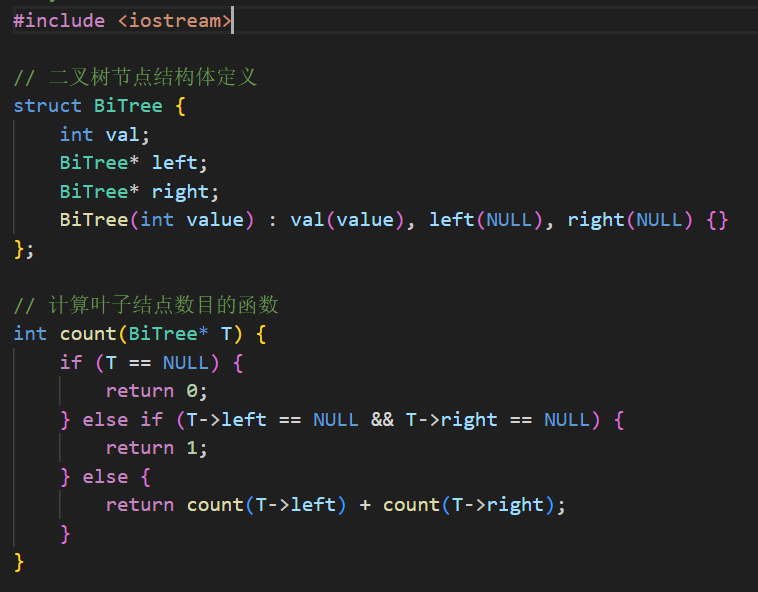 #include <iostream>
// 二叉树节点结构体定义
struct BiTree {
    int val;
    BiTree* left;
    BiTree* right;
    BiTree(int value) : val(value), left(NULL), right(NULL) {}
};
// 计算叶子结点数目的函数
int count(BiTree* T) {
    if (T == NULL) {
        return 0;
    } else if (T->left == NULL && T->right == NULL) {
        return 1;
    } else {
        return count(T->left) + count(T->right);
    }
}